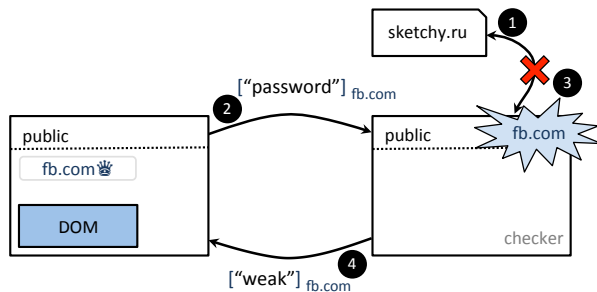 1
sketchy.ru
["password"] fb.com
2
3
public
fb.com
DOM
public
fb.com
checker
4
["weak"] fb.com